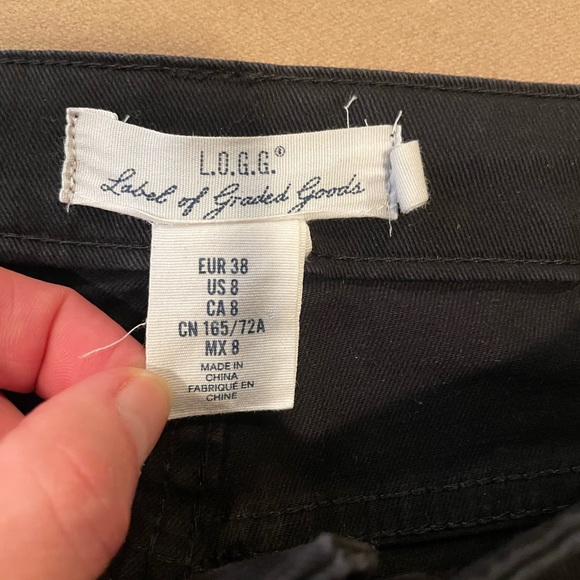 L.O.G.G.®
Label of Graded Goods
EUR 38
US 8
CA 8
CN 165/72A
MX 8
MADE IN
CHINA
FABRIQUÉ EN
CHINE